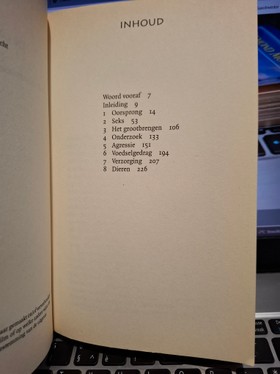 INHOUD
Woord vooraf 7
Inleiding 9
1 Oorsprong 14
2 Seks 53
3 Het grootbrengen 106
4 Onderzoek 133
5 Agressie 151
6 Voedselgedrag 194
7 Verzorging 207
8 Dieren 226